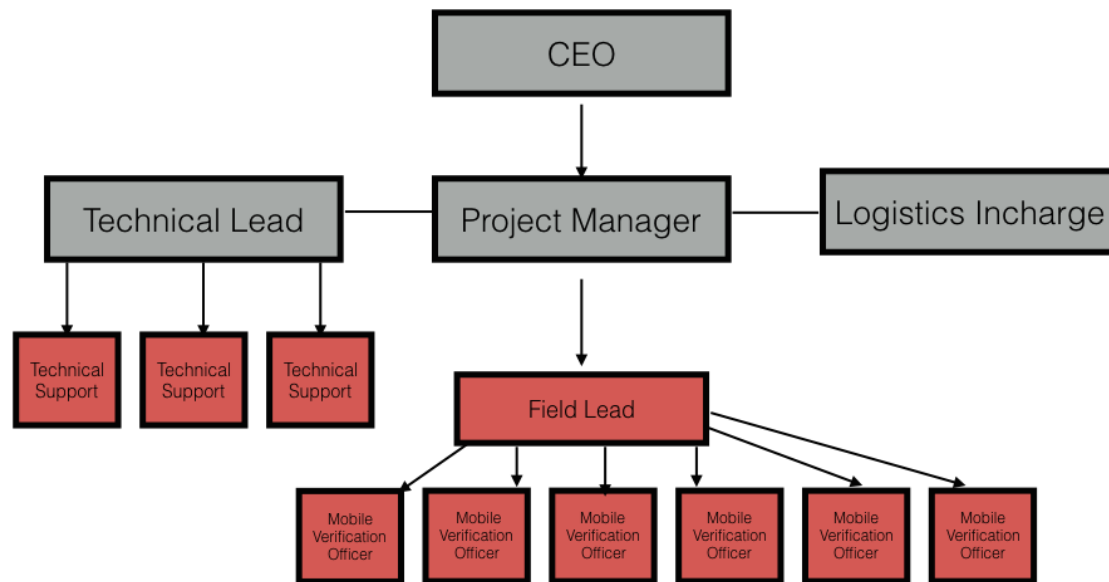 CEO
Technical Lead
Project Manager
Logistics Incharge
Technical
Support
Technical
Support
Technical
Support
Field Lead
Mobile
Verification
Officer
Mobile
Verification
Officer
Mobile
Verification
Officer
Mobile
Verification
Officer
Mobile
Verification
Officer
Mobile
Verification
Officer